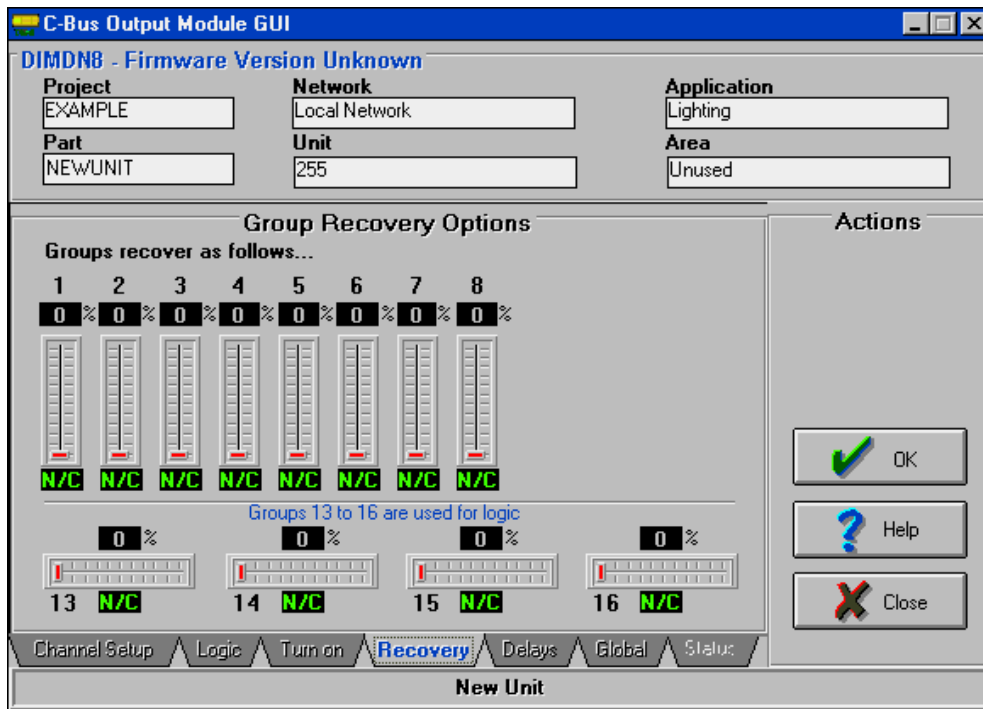 C-Bus Output Module GUI
DIMDN8 - Firmware Version Unknown
Project Network Application
EXAMPLE Local Network Lighting
Part Unit Area
NEWUNIT 255 Unused
Group Recovery Options
Actions
Groups recover as follows...
1 2 3 4 5 6 7 8
0 % 0 % 0 % 0 % 0 % 0 % 0 % 0 %
N/C N/C N/C N/C N/C N/C N/C N/C
Groups 13 to 16 are used for logic
0 % 0 % 0 % 0 %
13 N/C 14 N/C 15 N/C 16 N/C
OK
Help
Close
Channel Setup Logic Turn on Recovery Delays Global Status
New Unit